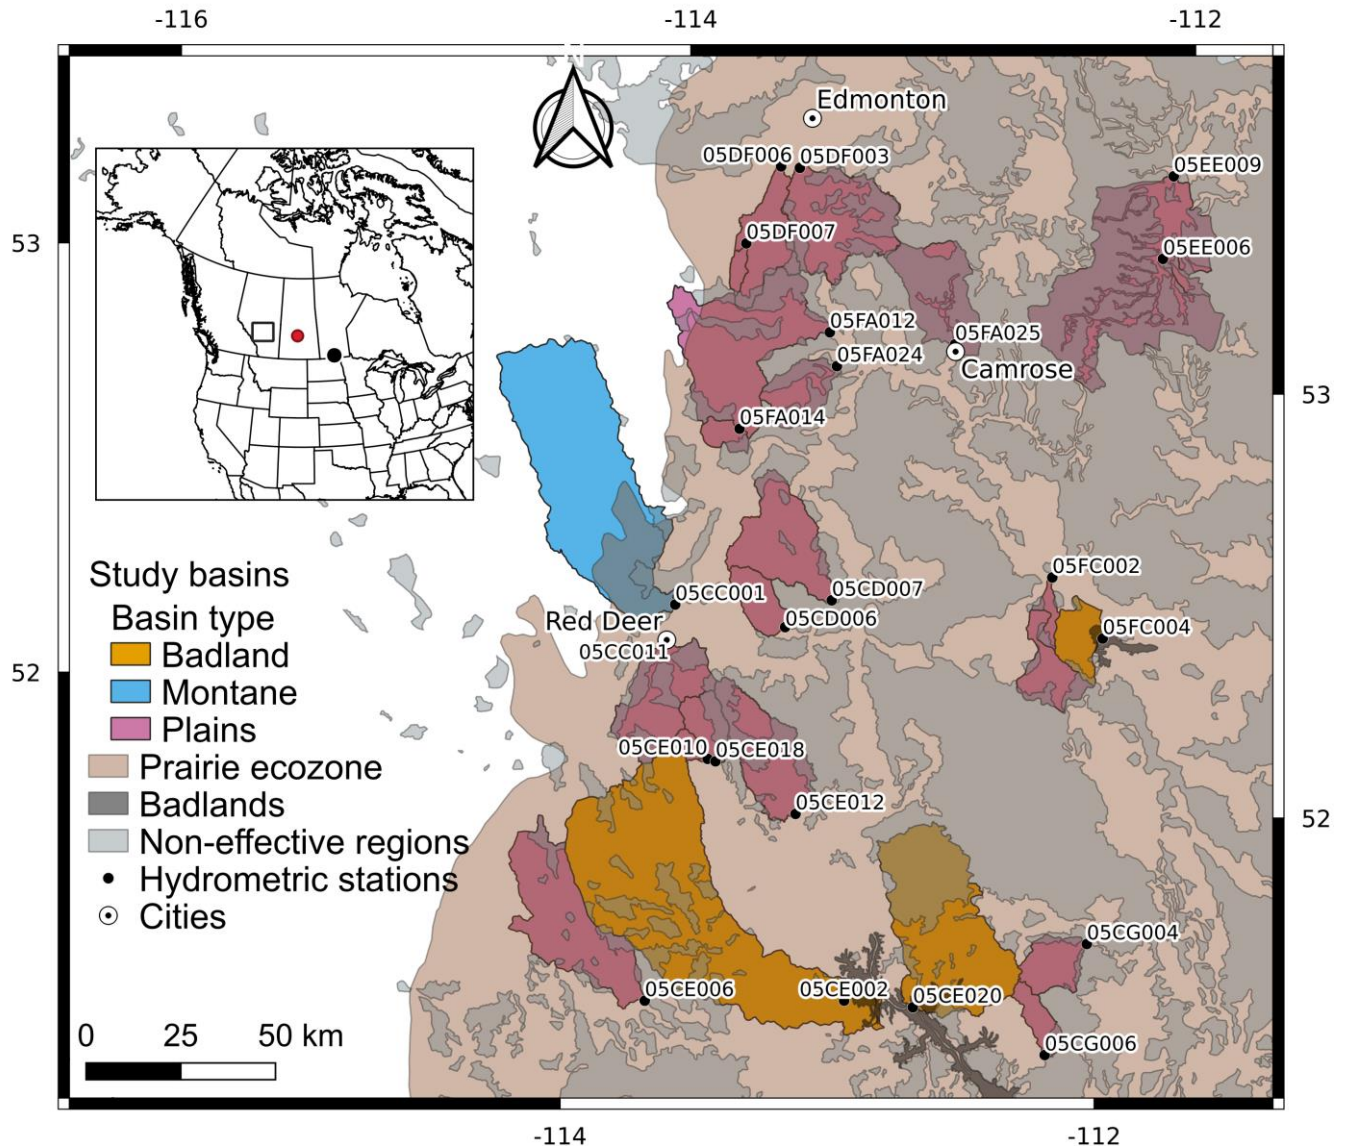 -116
-114
-112
N
Edmonton
05DF006
05DF003
05EE009
53
05DF007
05EE006
05FA012
05FA025
05FA024
Camrose
53
05FA014
Study basins
Basin type
Badland
Montane
Plains
Prairie ecozone
Badlands
Non-effective regions
Hydrometric stations
Cities
05FC002
05CC001
05CD007
Red Deer
05CD006
05FC004
05CC011
52
05CE010
05CE018
05CE012
52
05CG004
05CE006
05CE002
05CE020
0 25 50 km
05CG006
-114
-112